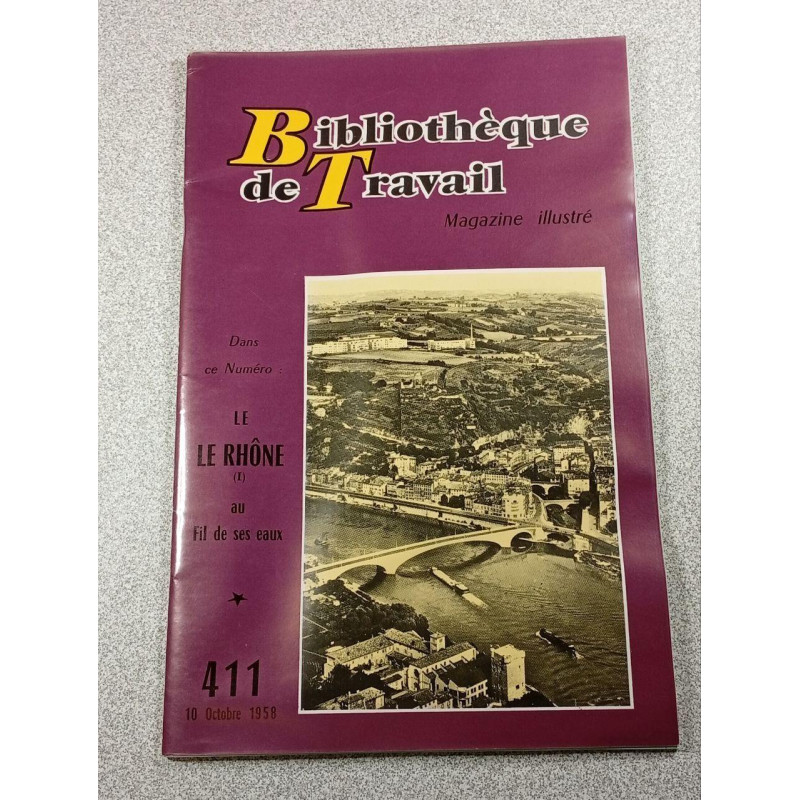 Bibliothèque
de Travail
Magazine illustré
Dans
ce Numéro :
LE
LE RHÔNE
(I)
au
Fil de ses eaux
411
10 Octobre 1958